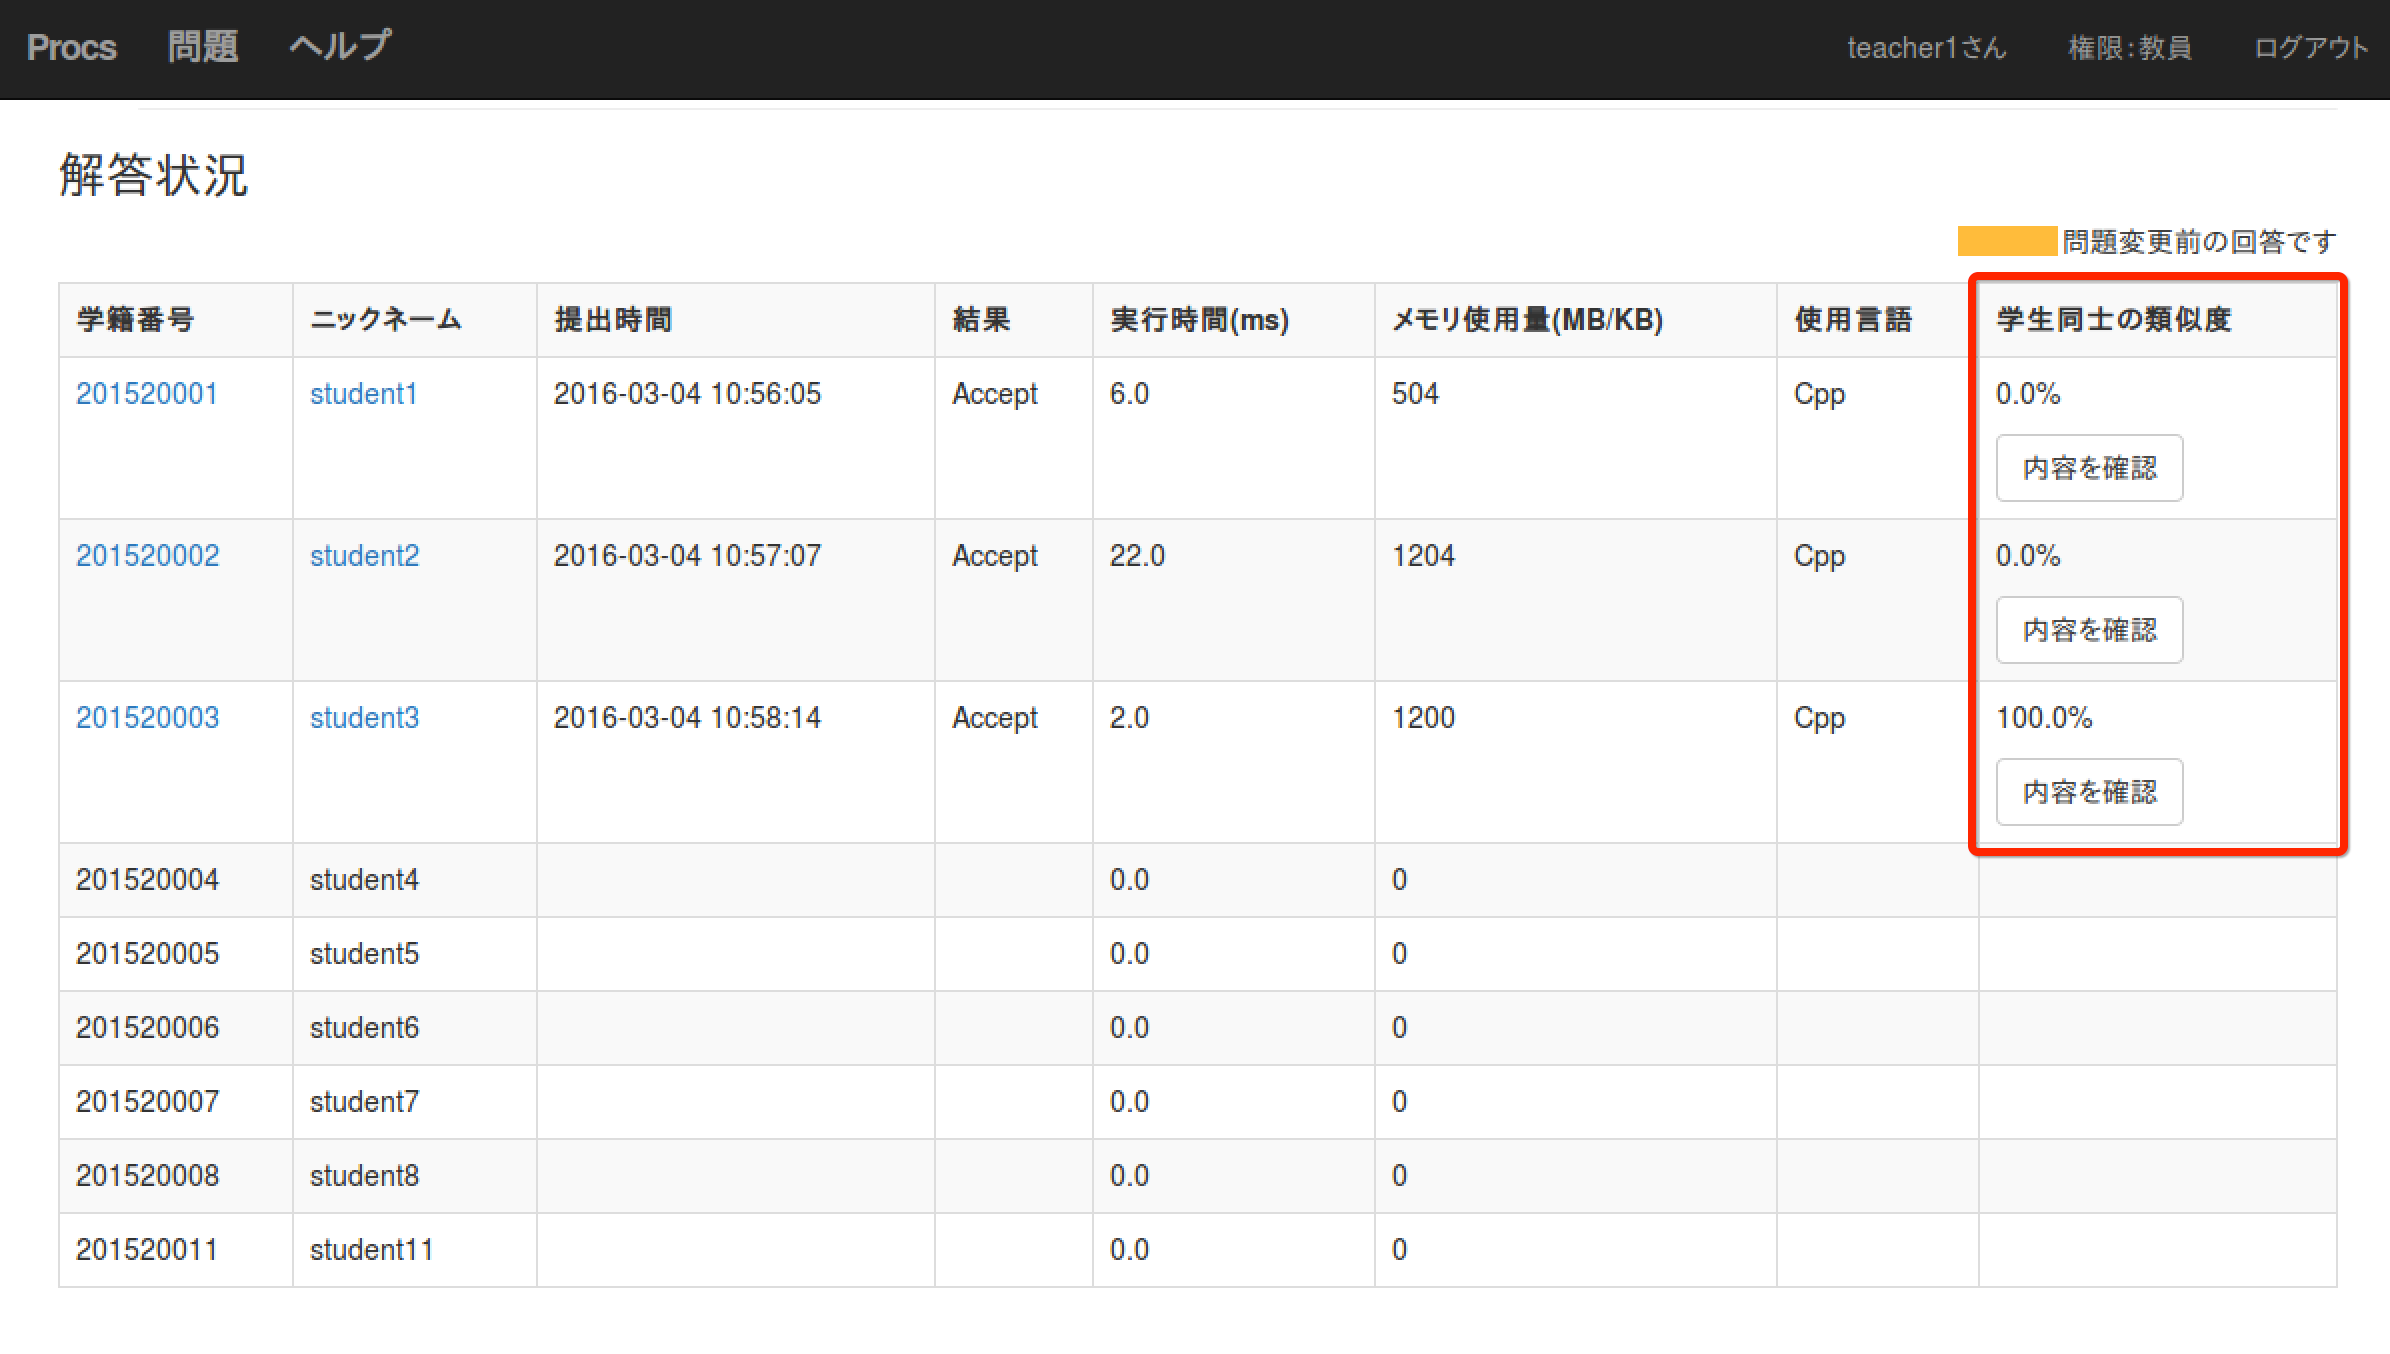 Procs 問題 ヘルプ teacher1さん 権限:教員 ログアウト
解答状況
問題変更前の回答です
学籍番号 ニックネーム 提出時間 結果 実行時間(ms) メモリ使用量(MB/KB) 使用言語 学生同士の類似度
201520001 student1 2016-03-04 10:56:05 Accept 6.0 504 Cpp 0.0%
内容を確認
201520002 student2 2016-03-04 10:57:07 Accept 22.0 1204 Cpp 0.0%
内容を確認
201520003 student3 2016-03-04 10:58:14 Accept 2.0 1200 Cpp 100.0%
内容を確認
201520004 student4 0.0 0
201520005 student5 0.0 0
201520006 student6 0.0 0
201520007 student7 0.0 0
201520008 student8 0.0 0
201520011 student11 0.0 0